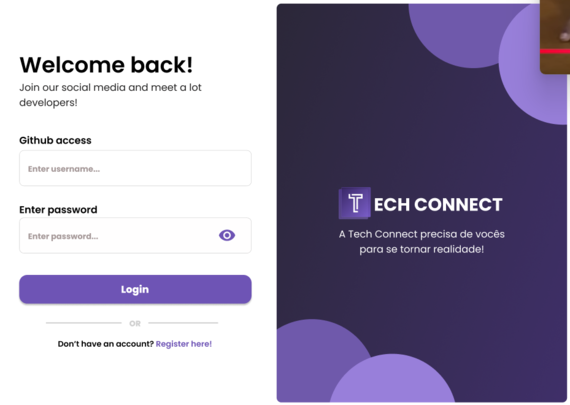 Welcome back!
Join our social media and meet a lot
developers!
Github access
Enter username...
Enter password
Enter password...
Login
OR
Don't have an account? Register here!
TECH CONNECT
A Tech Connect precisa de vocês
para se tornar realidade!